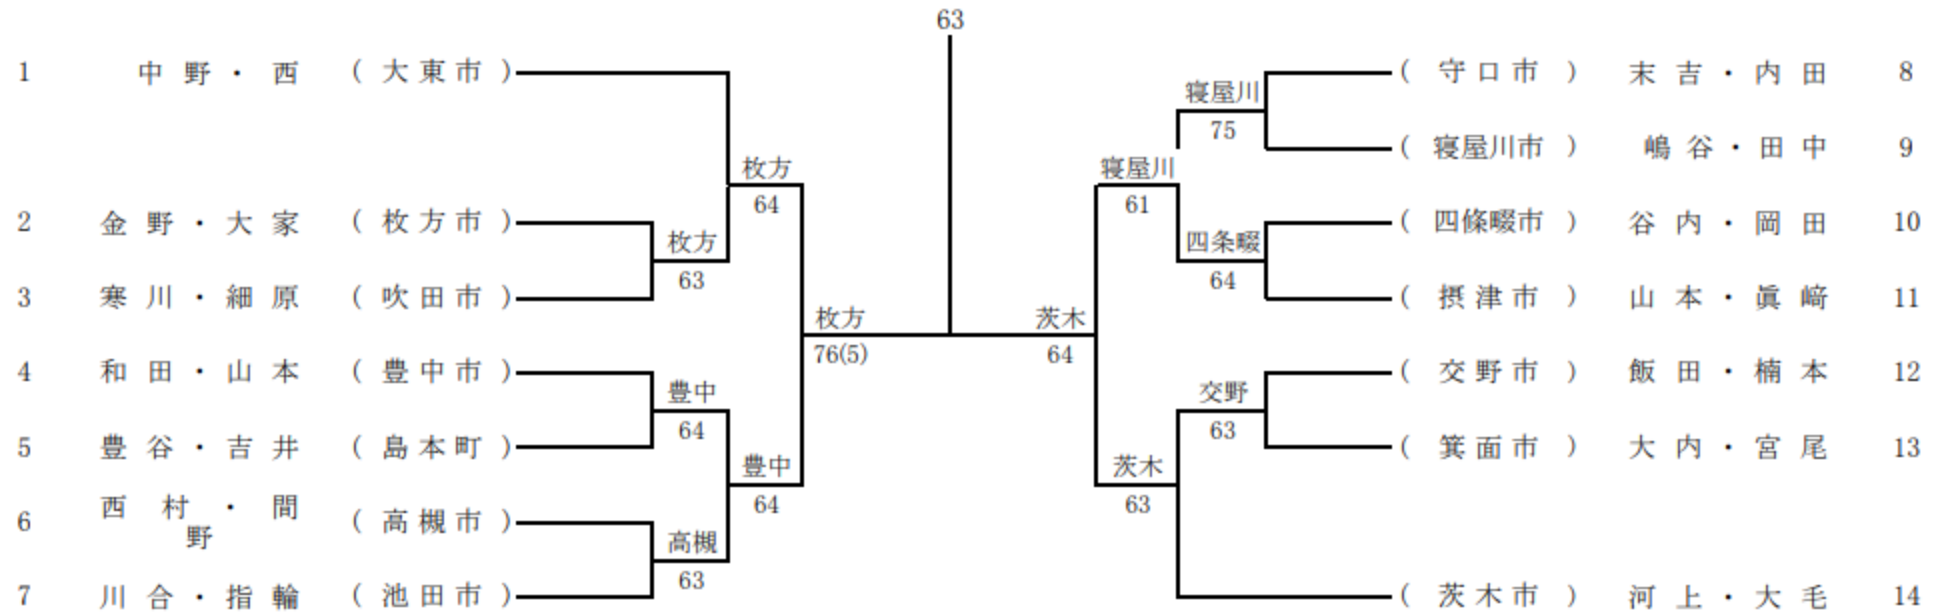 63
1 中野・西 (大東市) (守口市) 末吉・内田 8
寝屋川
75
(寝屋川市) 嶋谷・田中 9
枚方 寝屋川
64 61
2 金野・大家 (枚方市) (四條畷市) 谷内・岡田 10
枚方 四条畷
63 64
3 寒川・細原 (吹田市) (摂津市) 山本・眞﨑 11
枚方 茨木
76(5) 64
4 和田・山本 (豊中市) (交野市) 飯田・楠本 12
豊中 交野
64 63
5 豊谷・吉井 (島本町) (箕面市) 大内・宮尾 13
豊中 茨木
64 63
6 西村・間 (高槻市)
野
高槻
63
7 川合・指輪 (池田市) (茨木市) 河上・大毛 14